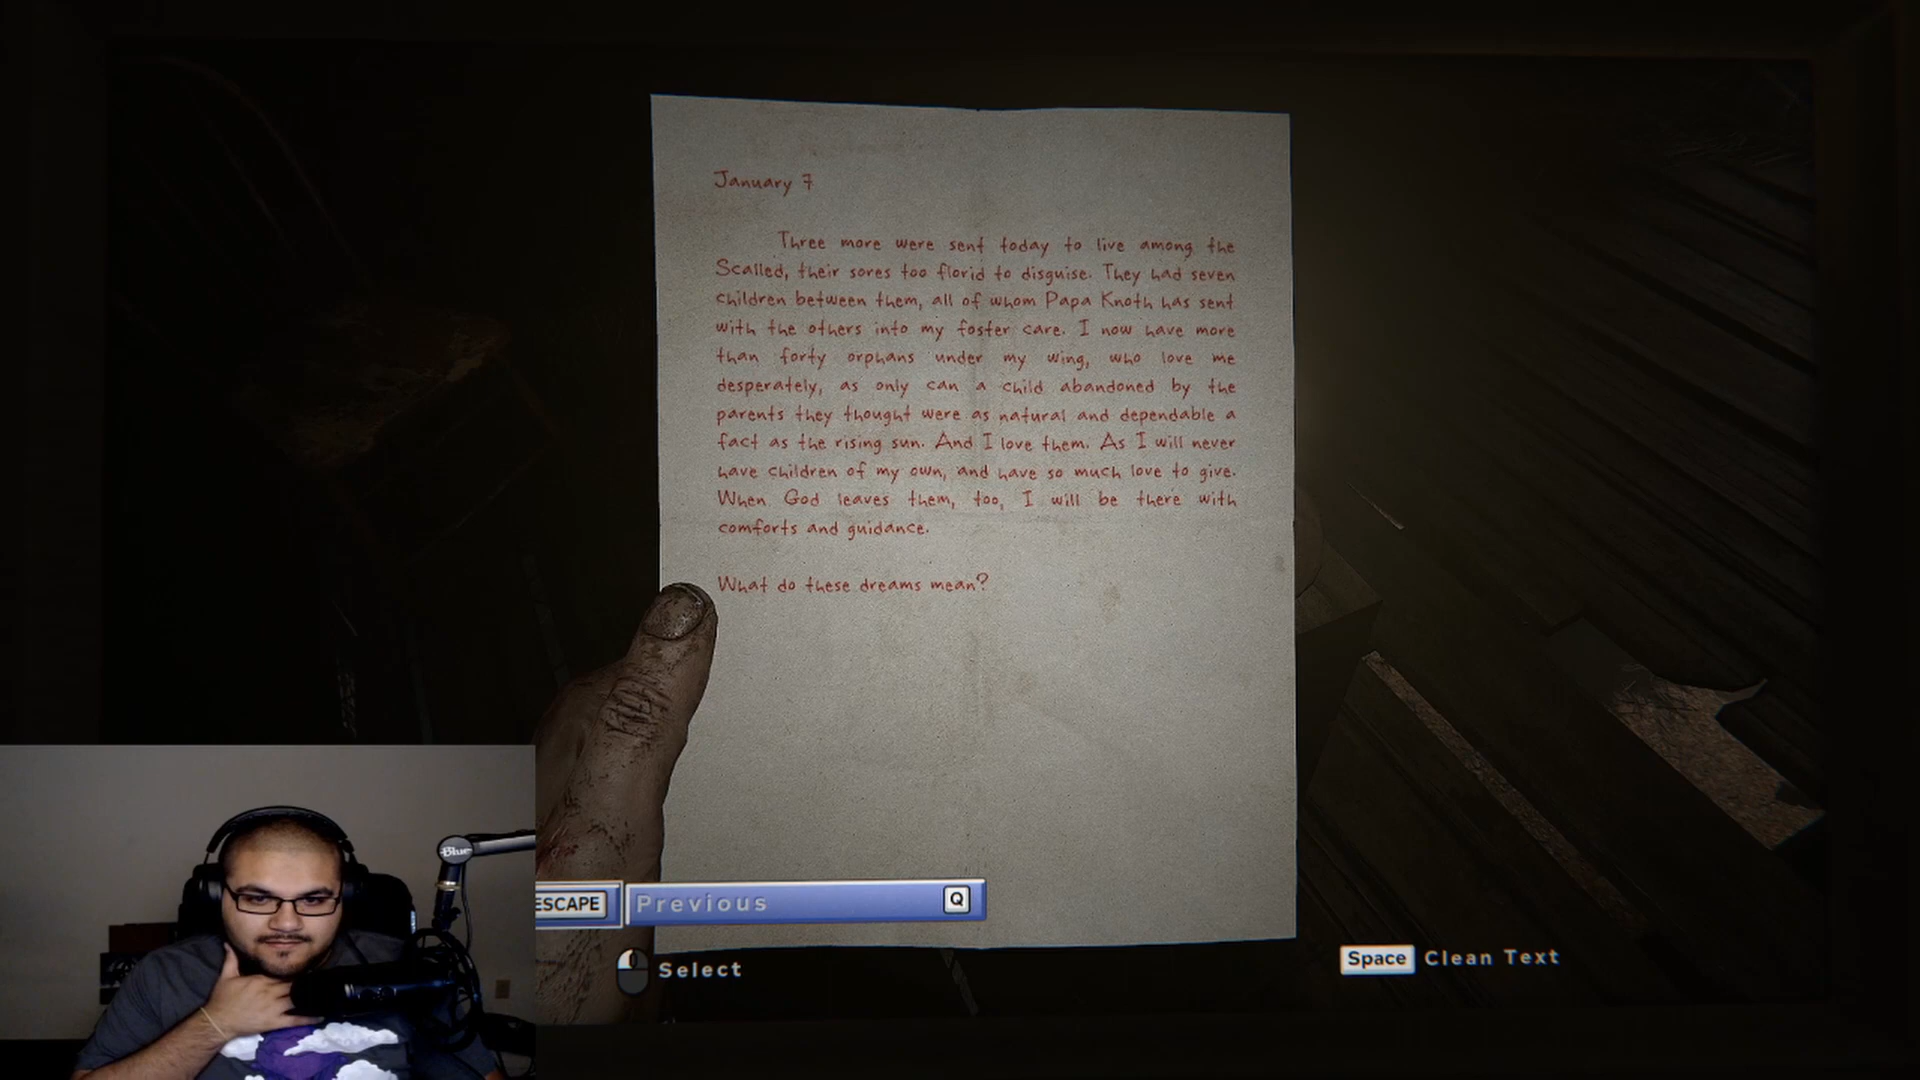 January 7
Three more were sent today to live among the
Scalled, their sores too florid to disguise. They had seven
children between them, all of whom Papa Knoth has sent
with the others into my foster care. I now have more
than forty orphans under my wing, who love me
desperately, as only can a child abandoned by the
parents they thought were as natural and dependable a
fact as the rising sun. And I love them. As I will never
have children of my own, and have so much love to give.
When God leaves them, too, I will be there with
comforts and guidance.
What do these dreams mean?
Blue
ESCAPE
Previous Q
Select
Space Clean Text